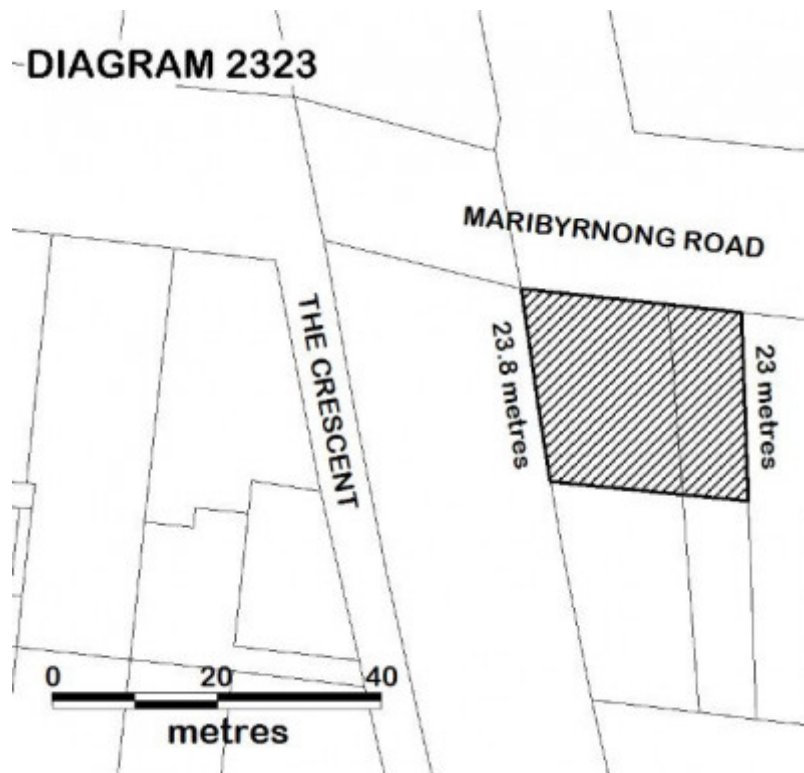 DIAGRAM 2323
MARIBYRNONG ROAD
THE CRESCENT
23.8 metres
23 metres
0 20 40
metres